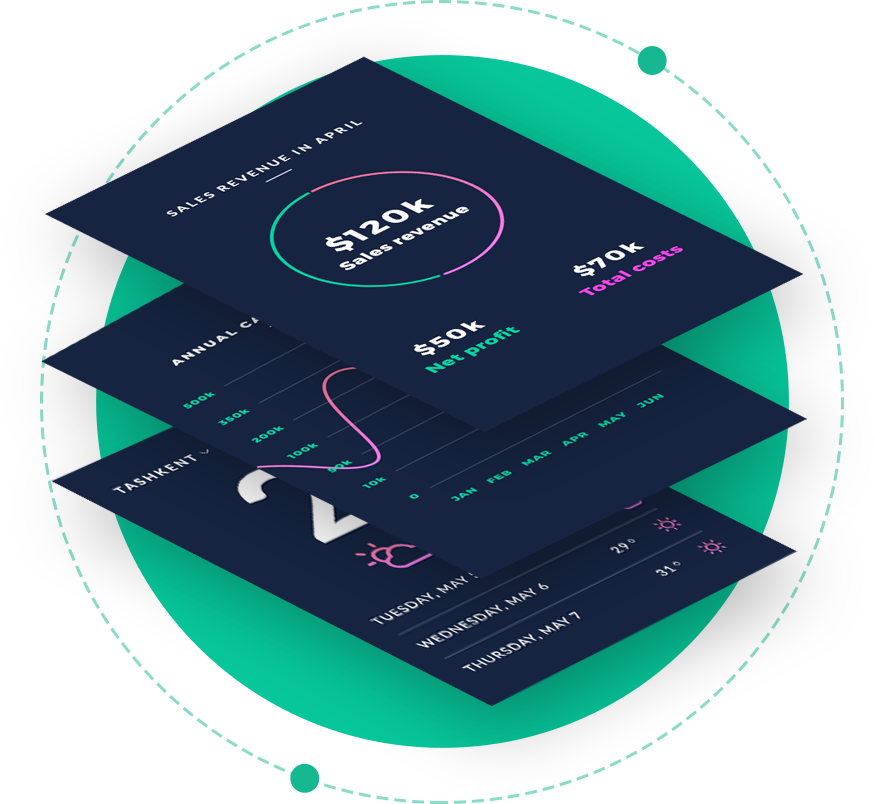 SALES REVENUE IN APRIL
$120k
Sales revenue
$70k
Total costs
$50k
Net profit
ANNUAL
500k
350k
200k
100k
50k
10k
0
JAN FEB MAR APR MAY JUN
TASHKENT
TUESDAY, MAY
WEDNESDAY, MAY 6 29°
THURSDAY, MAY 7 31°